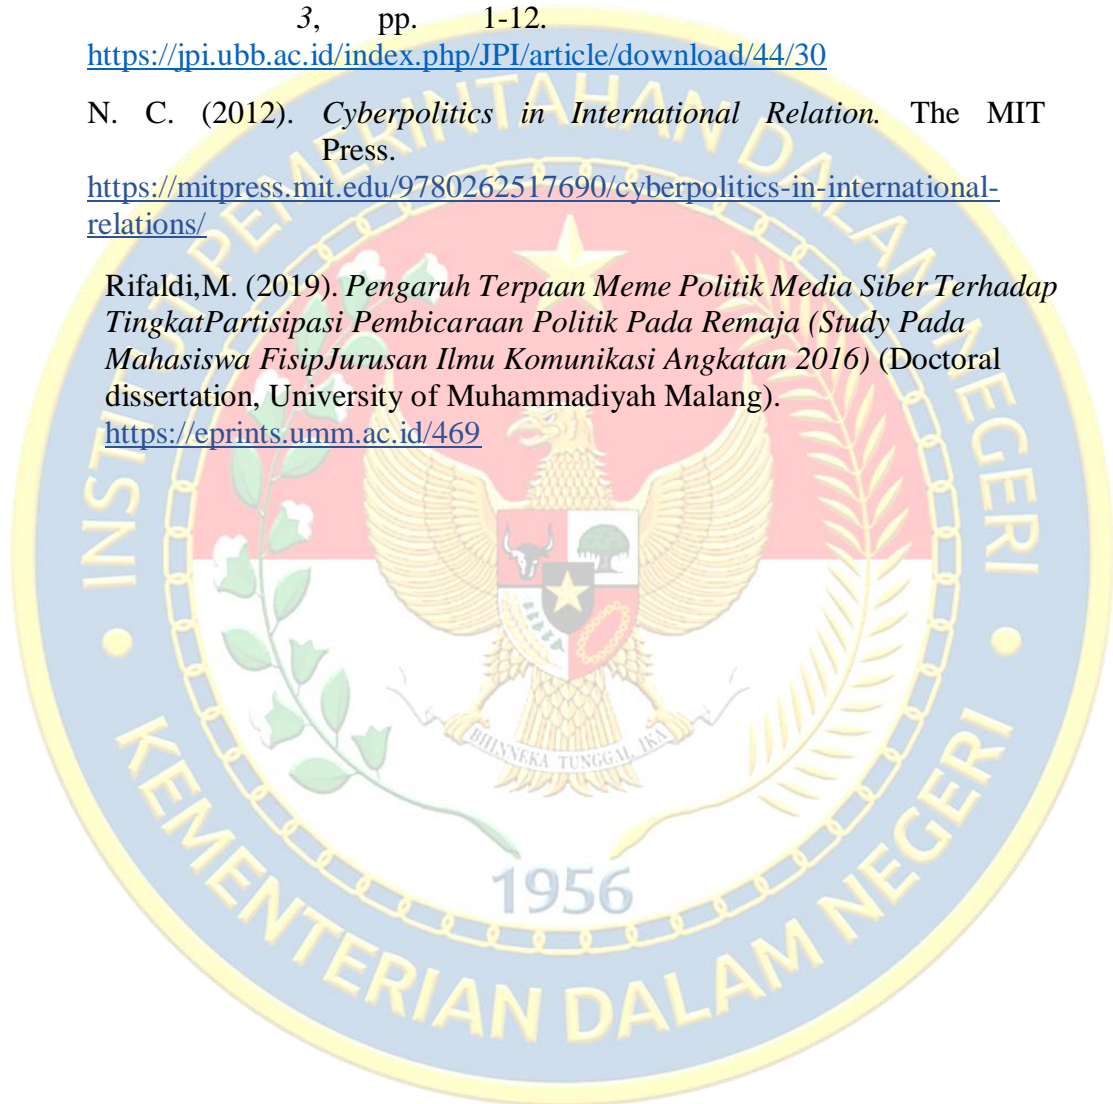 3, pp. 1-12.
https://jpi.ubb.ac.id/index.php/JPI/article/download/44/30
N. C. (2012). Cyberpolitics in International Relation. The MIT
Press.
https://mitpress.mit.edu/9780262517690/cyberpolitics-in-international-
relations/
Rifaldi,M. (2019). Pengaruh Terpaan Meme Politik Media Siber Terhadap
TingkatPartisipasi Pembicaraan Politik Pada Remaja (Study Pada
Mahasiswa FisipJurusan Ilmu Komunikasi Angkatan 2016) (Doctoral
dissertation, University of Muhammadiyah Malang).
https://eprints.umm.ac.id/469
INSTITUT PEMERINTAHAN DALAM NEGERI
BHINNEKA TUNGGAL IKA
1956
KEMENTERIAN DALAM NEGERI